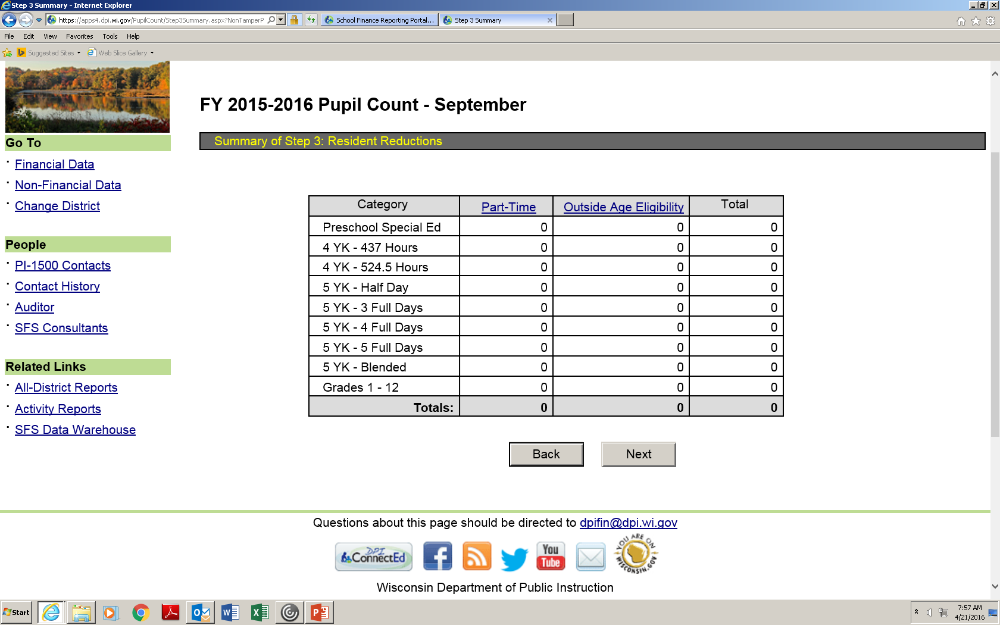 Step 3 Summary - Internet Explorer
https://apps4.dpi.wi.gov/PupilCount/Step3Summary.aspx?NonTamperP
School Finance Reporting Portal...
Step 3 Summary
File Edit View Favorites Tools Help
Suggested Sites
Web Slice Gallery
FY 2015-2016 Pupil Count - September
Summary of Step 3: Resident Reductions
Go To
Financial Data
Non-Financial Data
Change District
People
PI-1500 Contacts
Contact History
Auditor
SFS Consultants
Related Links
All-District Reports
Activity Reports
SFS Data Warehouse
Category Part-Time Outside Age Eligibility Total
Preschool Special Ed 0 0 0
4 YK - 437 Hours 0 0 0
4 YK - 524.5 Hours 0 0 0
5 YK - Half Day 0 0 0
5 YK - 3 Full Days 0 0 0
5 YK - 4 Full Days 0 0 0
5 YK - 5 Full Days 0 0 0
5 YK - Blended 0 0 0
Grades 1 - 12 0 0 0
Totals: 0 0 0
Back Next
Questions about this page should be directed to dpifin@dpi.wi.gov
DPI
ConnectEd
You
Tube
YOU ARE ON
WISCONSIN.GOV
Wisconsin Department of Public Instruction
Start
7:57 AM
4/21/2016